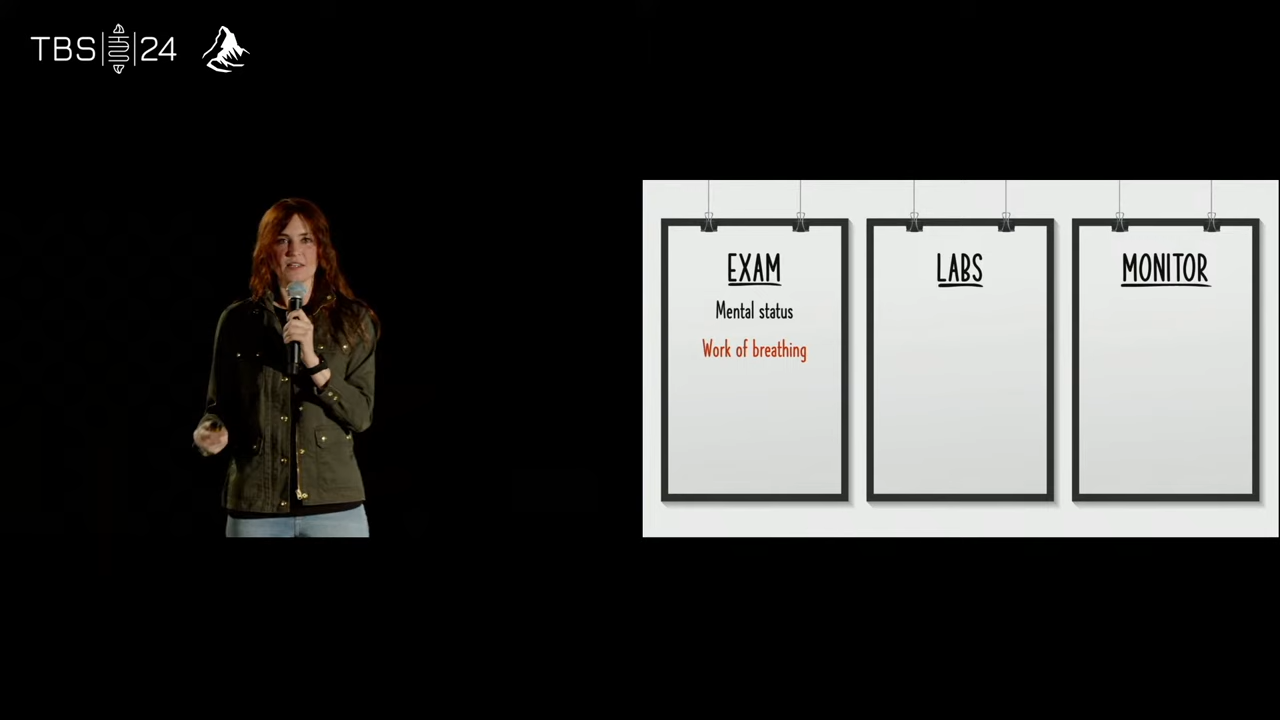 TBS 24
EXAM
Mental status
Work of breathing
LABS
MONITOR